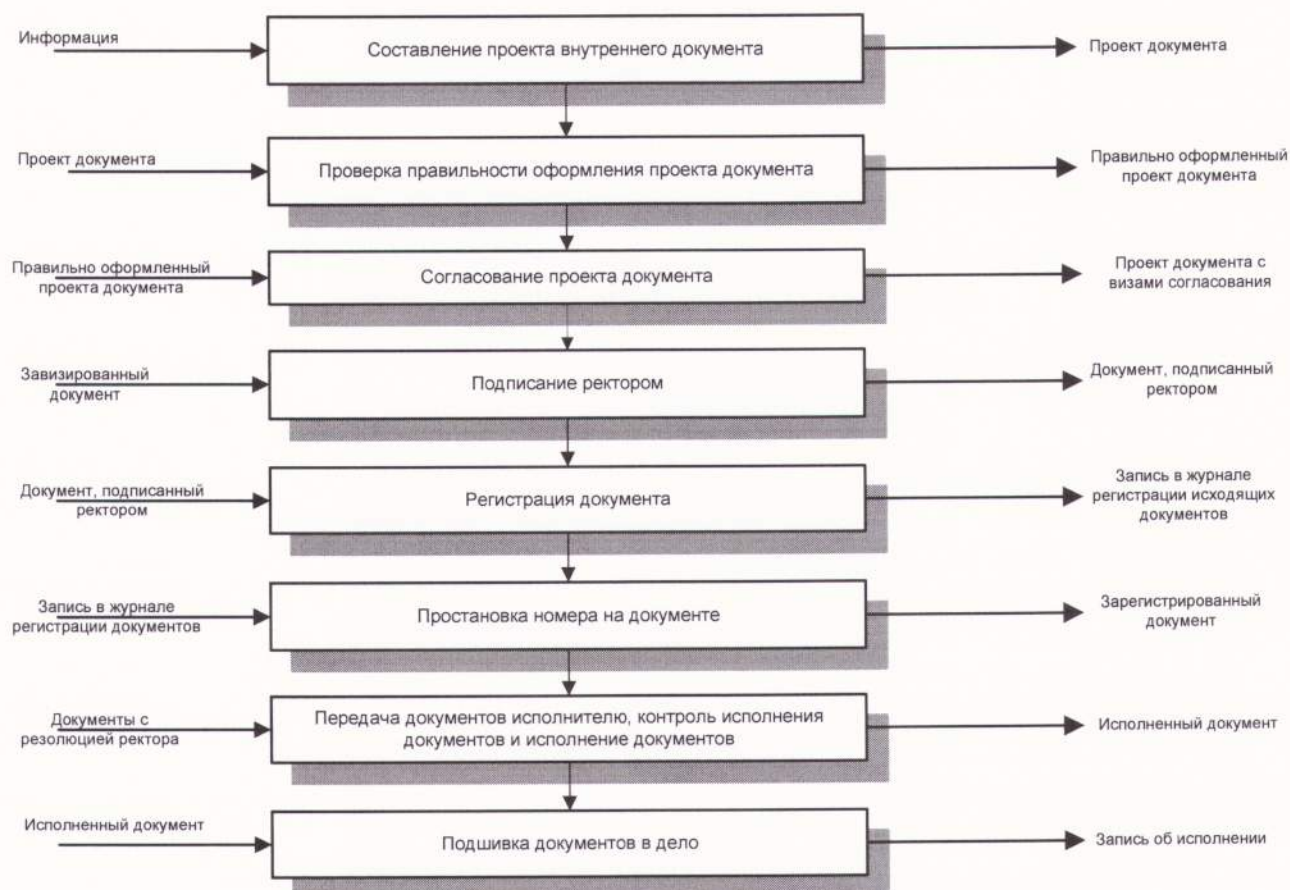 Информация
Составление проекта внутреннего документа
Проект документа
Проект документа
Проверка правильности оформления проекта документа
Правильно оформленный
проект документа
Правильно оформленный
проекта документа
Согласование проекта документа
Проект документа с
визами согласования
Завизированный
документ
Подписание ректором
Документ, подписанный
ректором
Документ, подписанный
ректором
Регистрация документа
Запись в журнале
регистрации исходящих
документов
Запись в журнале
регистрации документов
Простановка номера на документе
Зарегистрированный
документ
Документы с
резолюцией ректора
Передача документов исполнителю, контроль исполнения
документов и исполнение документов
Исполненный документ
Исполненный документ
Подшивка документов в дело
Запись об исполнении